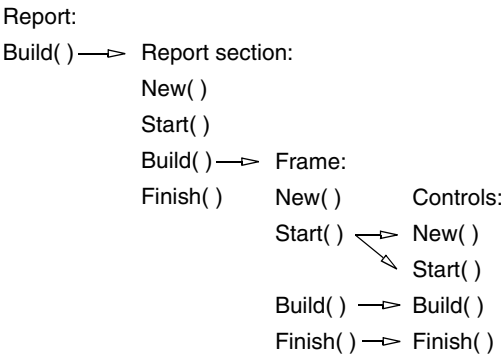 Report:
Build( ) Report section:
New( )
Start( )
Build( ) Frame:
Finish( ) New( ) Controls:
Start( ) New( )
Start( )
Build( ) Build( )
Finish( ) Finish( )